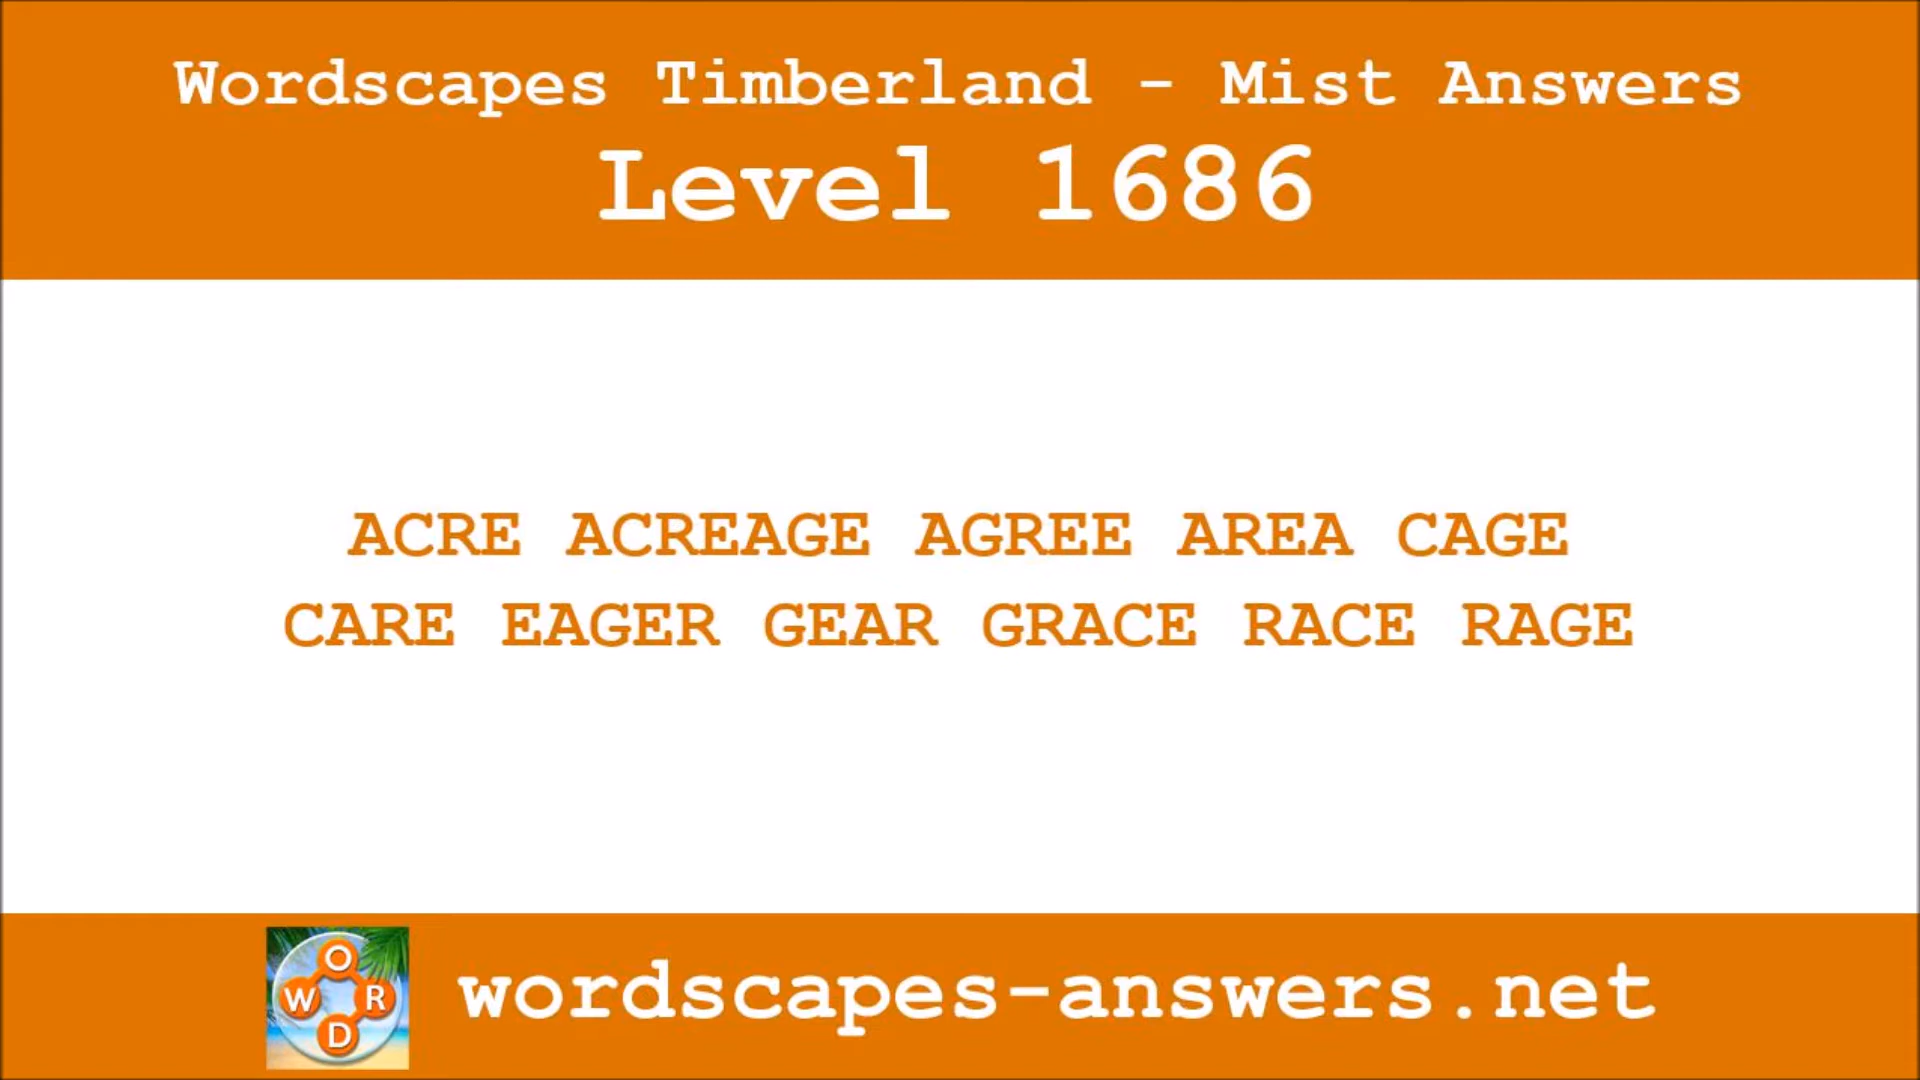 Wordscapes Timberland - Mist Answers
Level 1686
ACRE ACREAGE AGREE AREA CAGE
CARE EAGER GEAR GRACE RACE RAGE
O
W R
D
wordscapes-answers.net